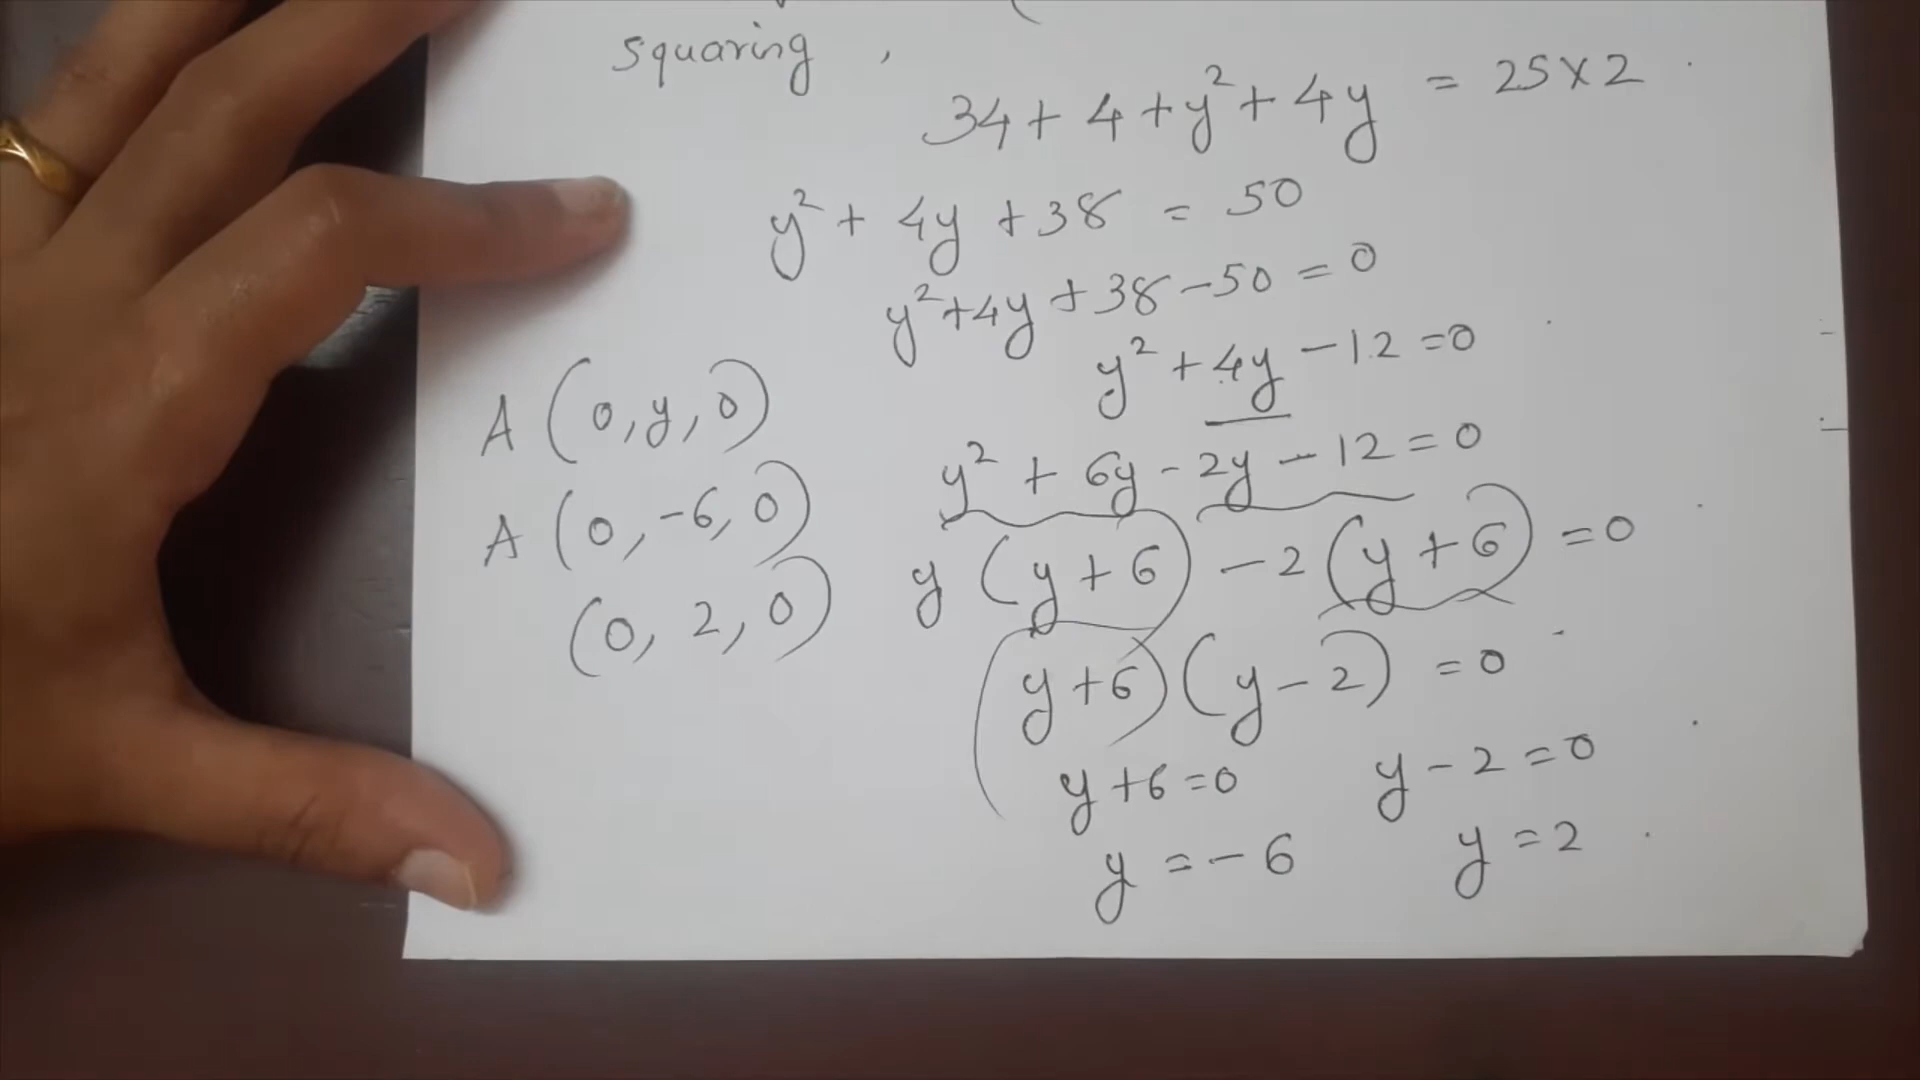 squaring,
34 + 4 + y² + 4y = 25 × 2
y² + 4y + 38 = 50
y² + 4y + 38 - 50 = 0
y² + 4y - 12 = 0
y² + 6y - 2y - 12 = 0
y (y + 6) - 2 (y + 6) = 0
(y + 6) (y - 2) = 0
y + 6 = 0 y - 2 = 0
y = - 6 y = 2
A (0, y, 0)
A (0, -6, 0)
(0, 2, 0)